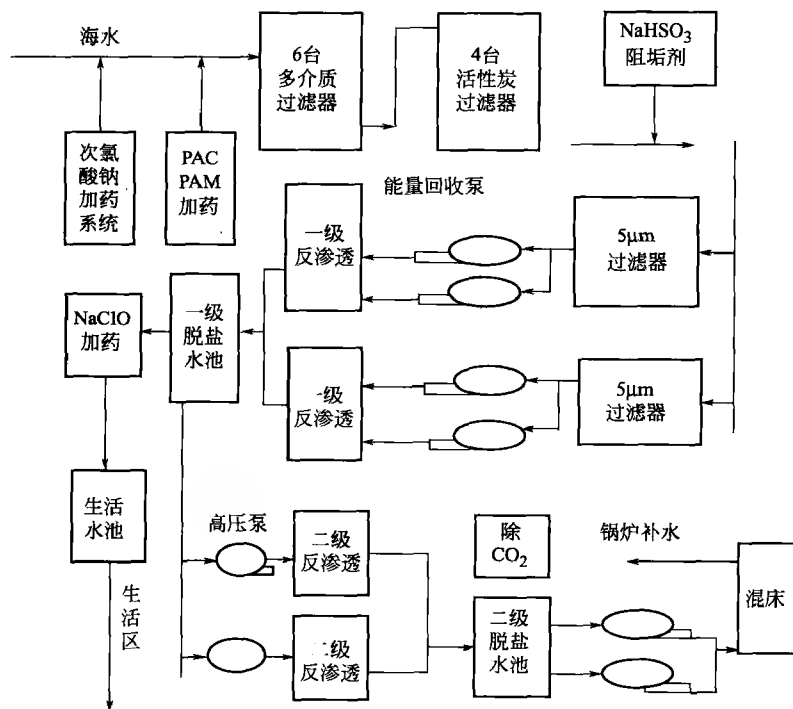 海水
6台
多介质
过滤器
4台
活性炭
过滤器
NaHSO₃
阻垢剂
次氯
酸钠
加药
系统
PAC
PAM
加药
能量回收泵
一级
反渗透
5μm
过滤器
NaClO
加药
一级
脱盐
水池
一级
反渗透
5μm
过滤器
生活
水池
高压泵
二级
反渗透
除
CO₂
锅炉补水
混床
生活区
二级
反渗透
二级
脱盐
水池